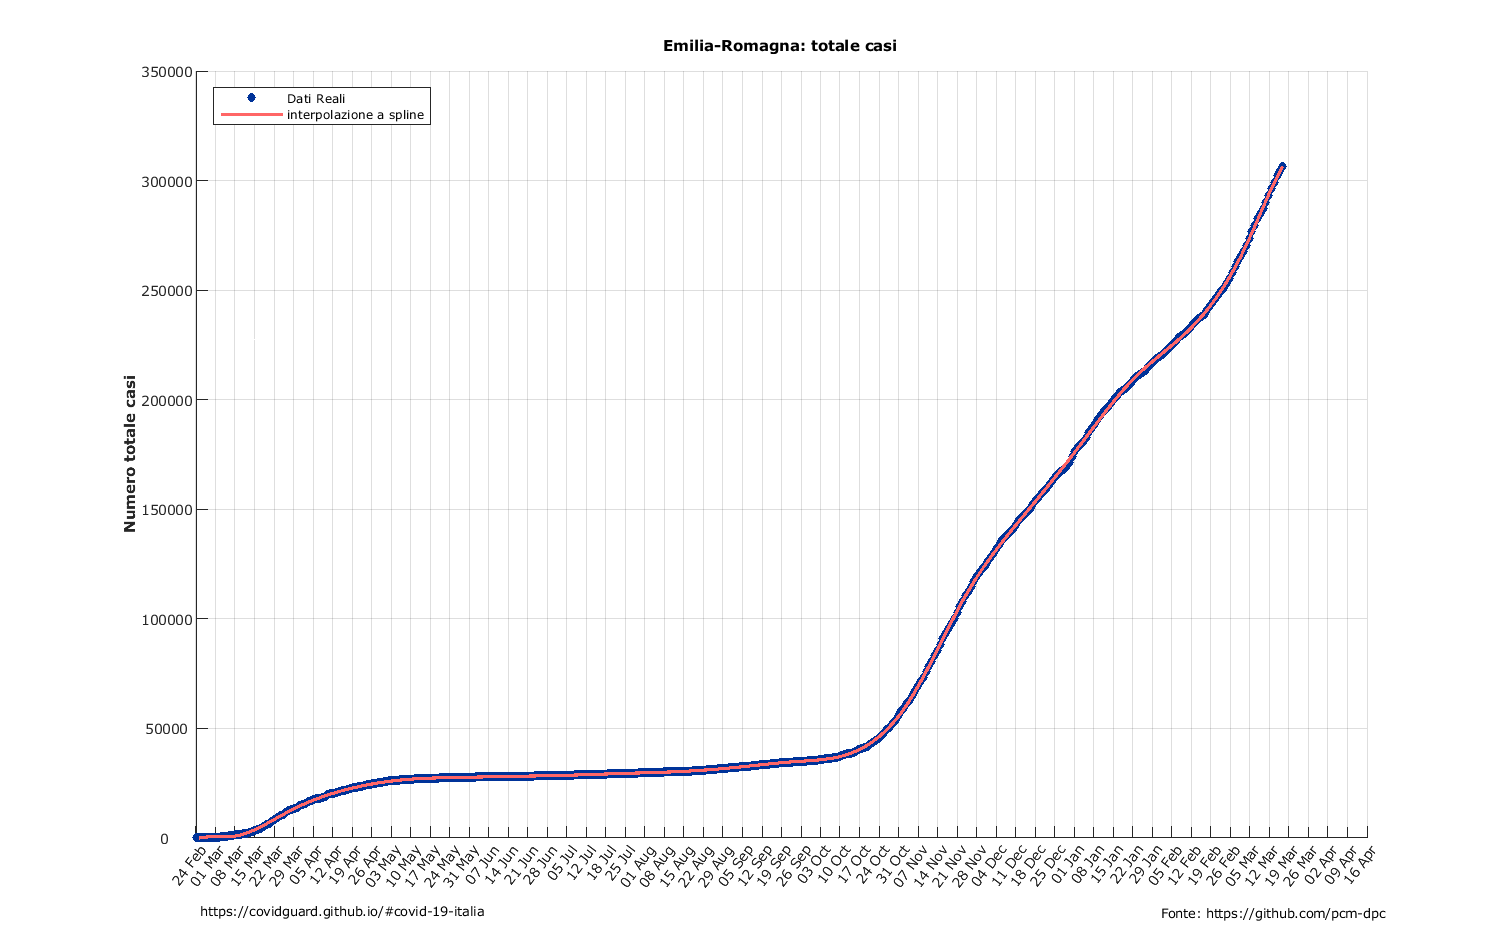 Emilia-Romagna: totale casi
Dati Reali
interpolazione a spline
Numero totale casi
350000
300000
250000
200000
150000
100000
50000
0
24 Feb
01 Mar
08 Mar
15 Mar
22 Mar
29 Mar
05 Apr
12 Apr
19 Apr
26 Apr
03 May
10 May
17 May
24 May
31 May
07 Jun
14 Jun
21 Jun
28 Jun
05 Jul
12 Jul
18 Jul
25 Jul
01 Aug
08 Aug
15 Aug
22 Aug
29 Aug
05 Sep
12 Sep
19 Sep
26 Sep
03 Oct
10 Oct
17 Oct
24 Oct
31 Oct
07 Nov
14 Nov
21 Nov
28 Nov
04 Dec
11 Dec
18 Dec
25 Dec
01 Jan
08 Jan
15 Jan
22 Jan
29 Jan
05 Feb
12 Feb
19 Feb
26 Feb
05 Mar
12 Mar
19 Mar
26 Mar
02 Apr
09 Apr
16 Apr
https://covidguard.github.io/#covid-19-italia
Fonte: https://github.com/pcm-dpc